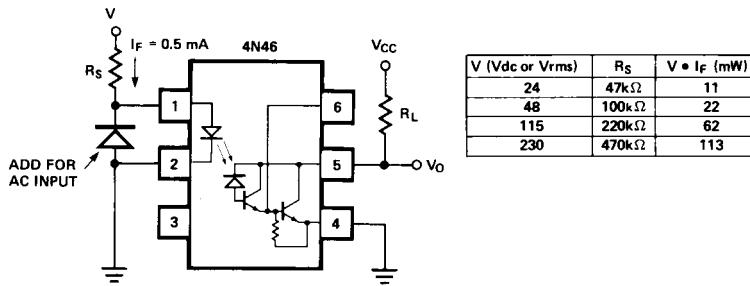 V
I_F = 0.5 mA
R_S
4N46
V_CC
R_L
1
2
3
6
5
4
V_O
ADD FOR
AC INPUT
V (Vdc or Vrms) R_S V • I_F (mW)
24 47kΩ 11
48 100kΩ 22
115 220kΩ 62
230 470kΩ 113